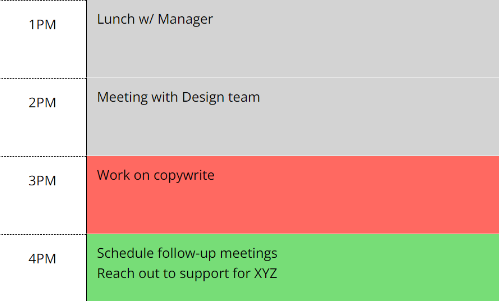 1PM
Lunch w/ Manager
2PM
Meeting with Design team
3PM
Work on copywrite
4PM
Schedule follow-up meetings
Reach out to support for XYZ